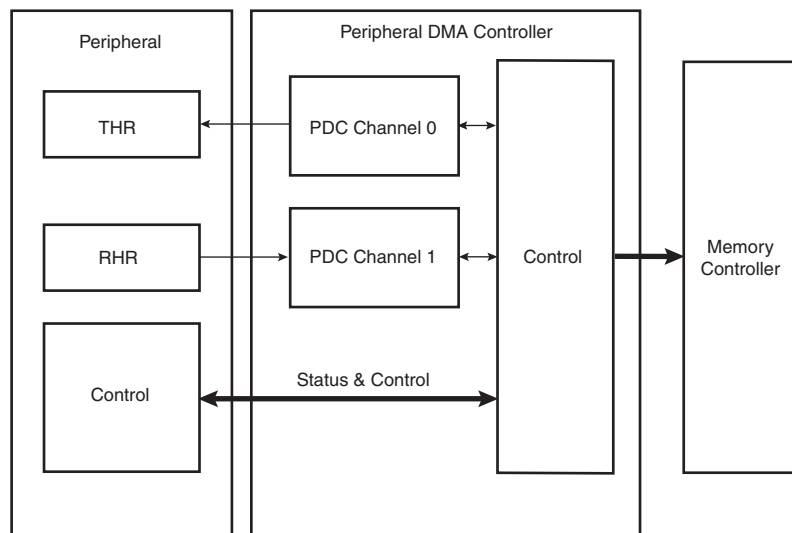 Peripheral
Peripheral DMA Controller
THR
PDC Channel 0
RHR
PDC Channel 1
Control
Memory
Controller
Control
Status & Control